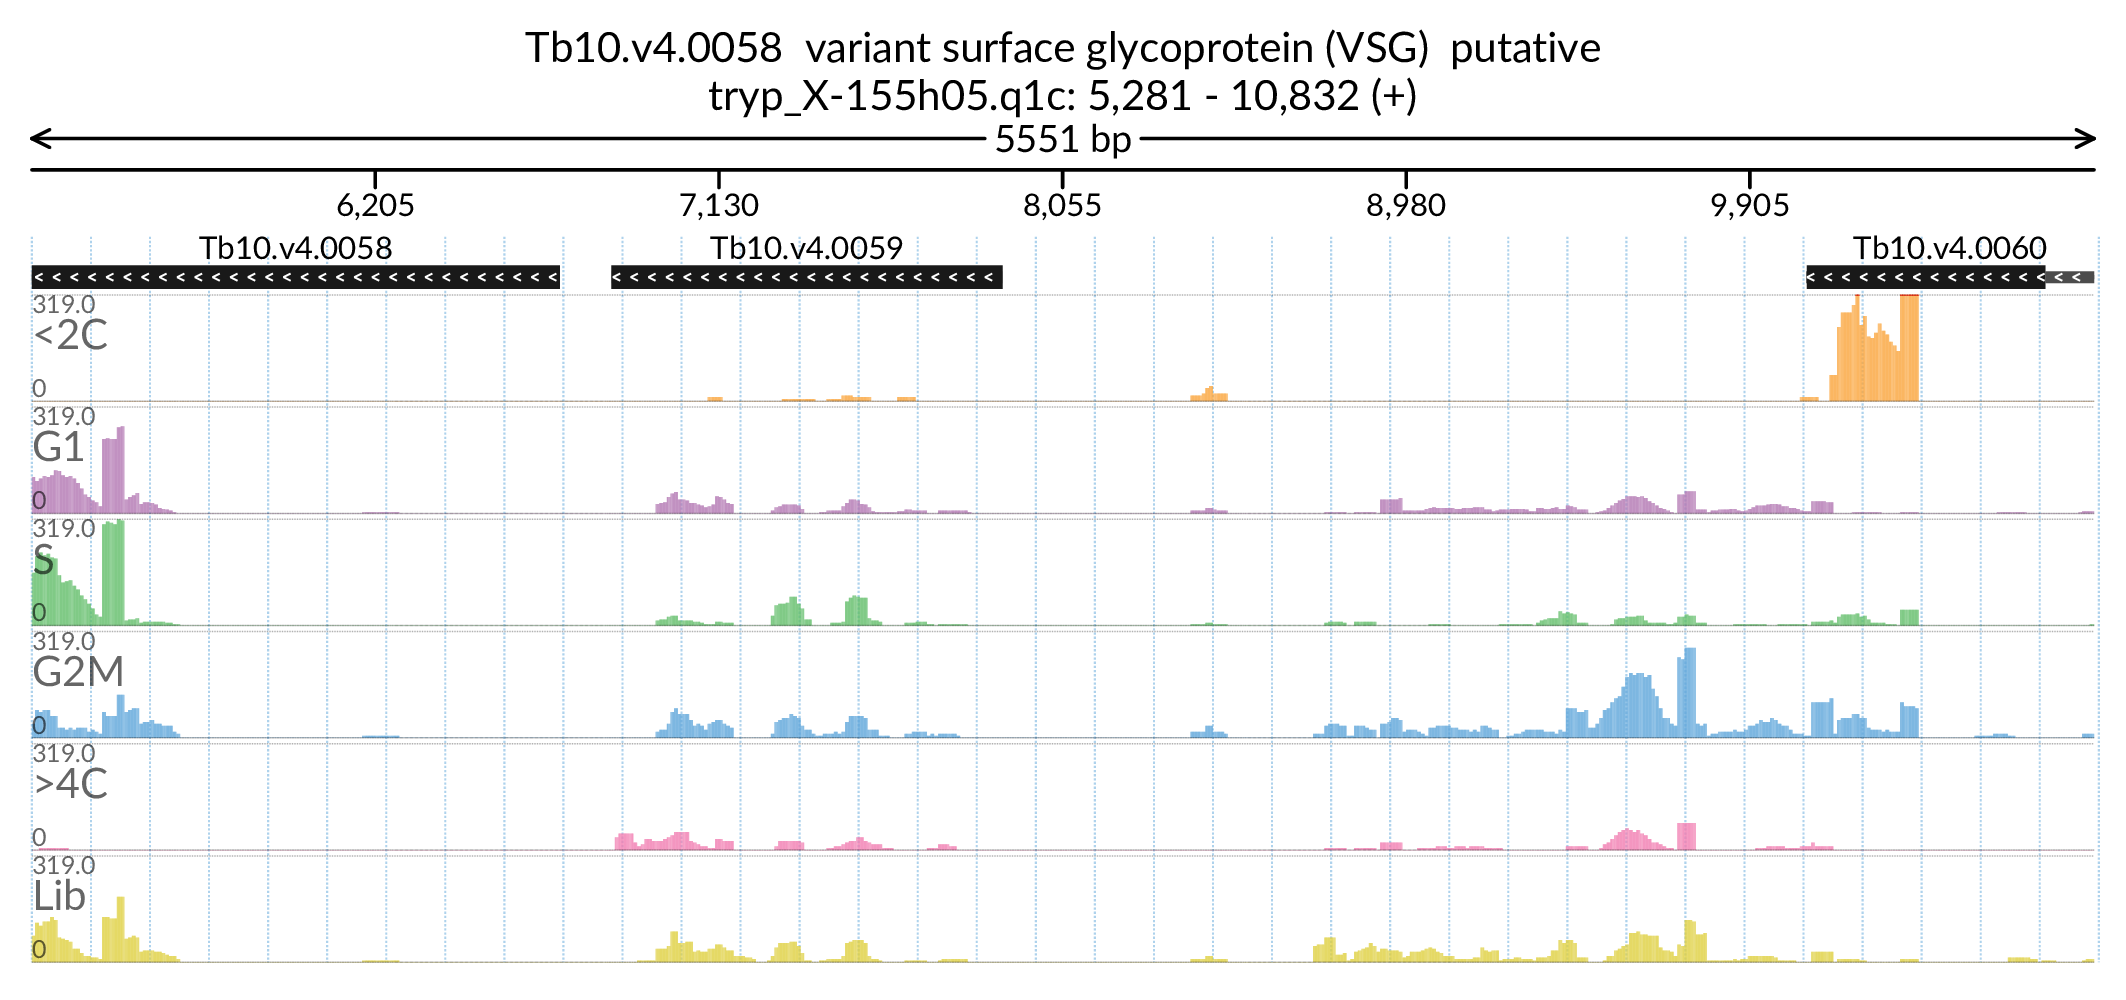 Tb10.v4.0058 variant surface glycoprotein (VSG) putative
tryp_X-155h05.q1c: 5,281 - 10,832 (+)
5551 bp
6,205 7,130 8,055 8,980 9,905
Tb10.v4.0058 Tb10.v4.0059 Tb10.v4.0060
319.0
<2C
0
319.0
G1
0
319.0
S
0
319.0
G2M
0
319.0
>4C
0
319.0
Lib
0